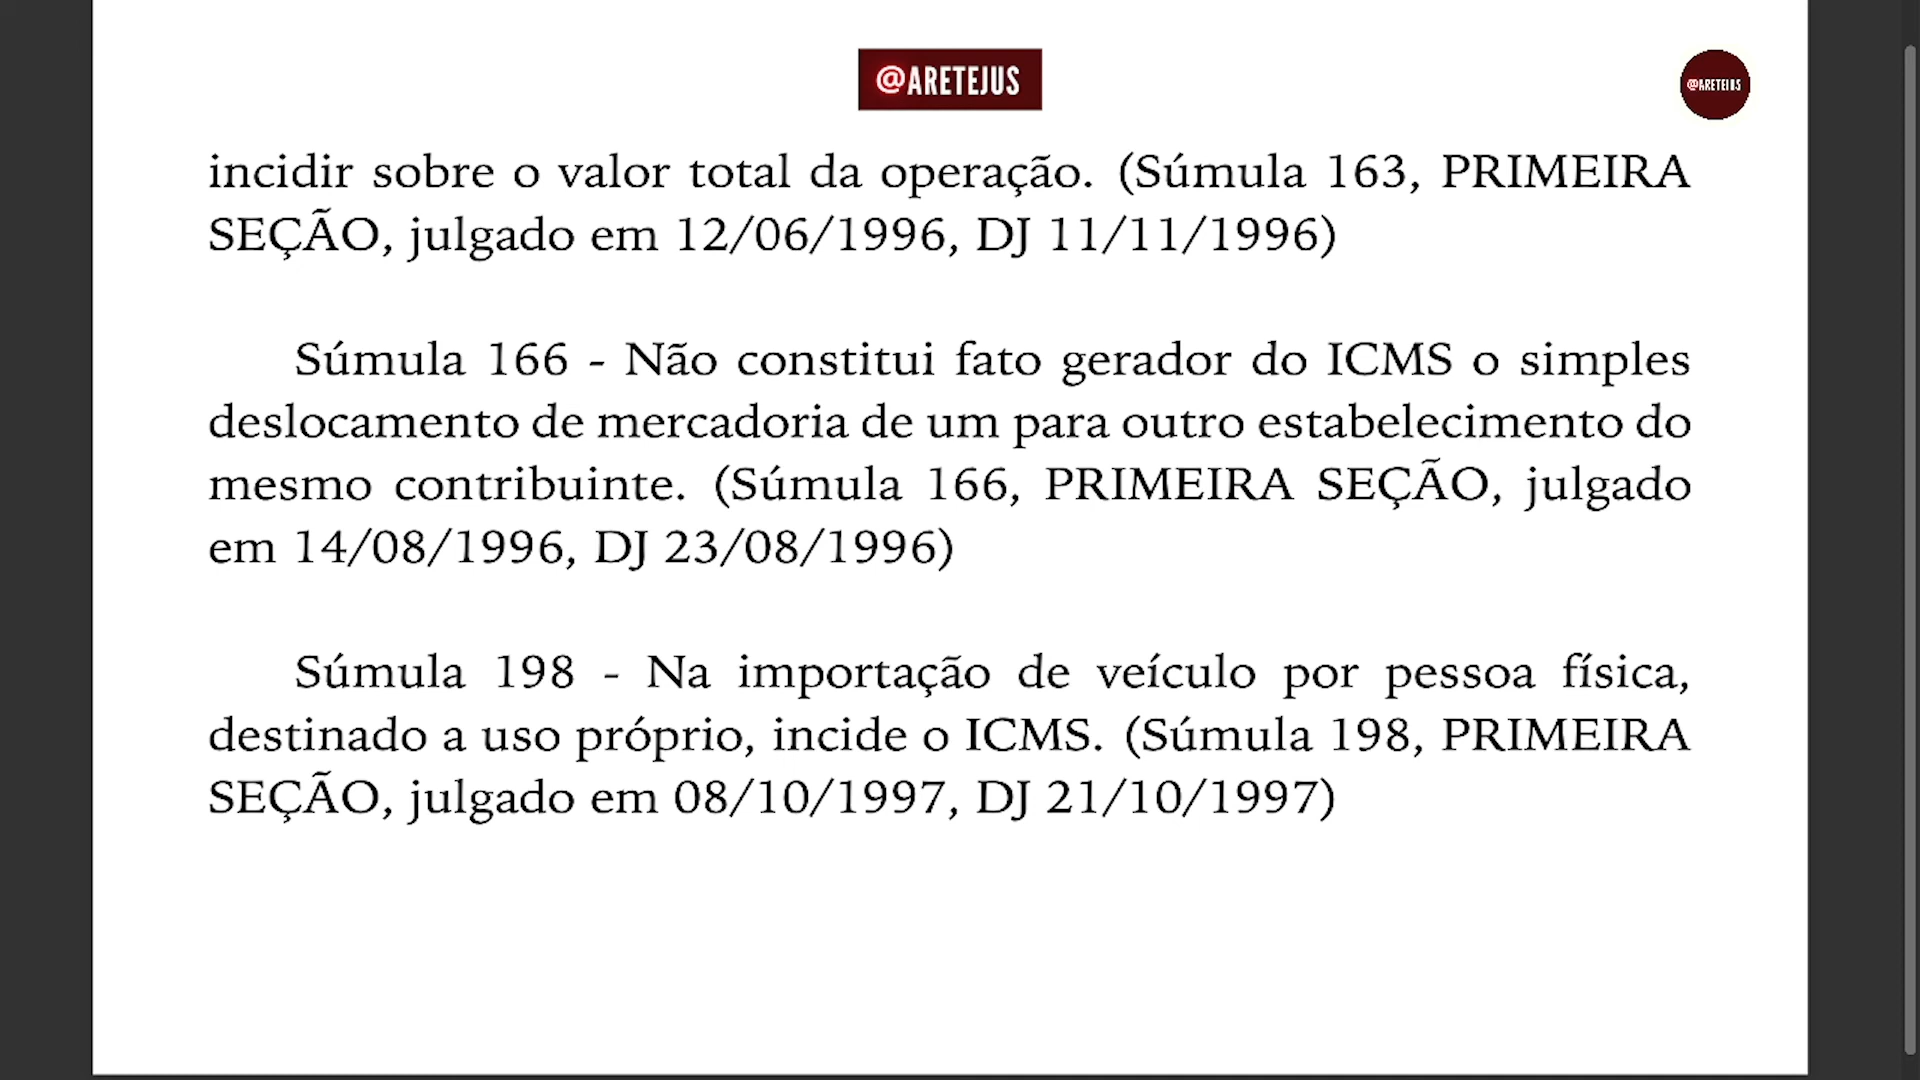 @ARETEJUS
@ARETEJUS
incidir sobre o valor total da operação. (Súmula 163, PRIMEIRA
SEÇÃO, julgado em 12/06/1996, DJ 11/11/1996)
Súmula 166 - Não constitui fato gerador do ICMS o simples
deslocamento de mercadoria de um para outro estabelecimento do
mesmo contribuinte. (Súmula 166, PRIMEIRA SEÇÃO, julgado
em 14/08/1996, DJ 23/08/1996)
Súmula 198 - Na importação de veículo por pessoa física,
destinado a uso próprio, incide o ICMS. (Súmula 198, PRIMEIRA
SEÇÃO, julgado em 08/10/1997, DJ 21/10/1997)